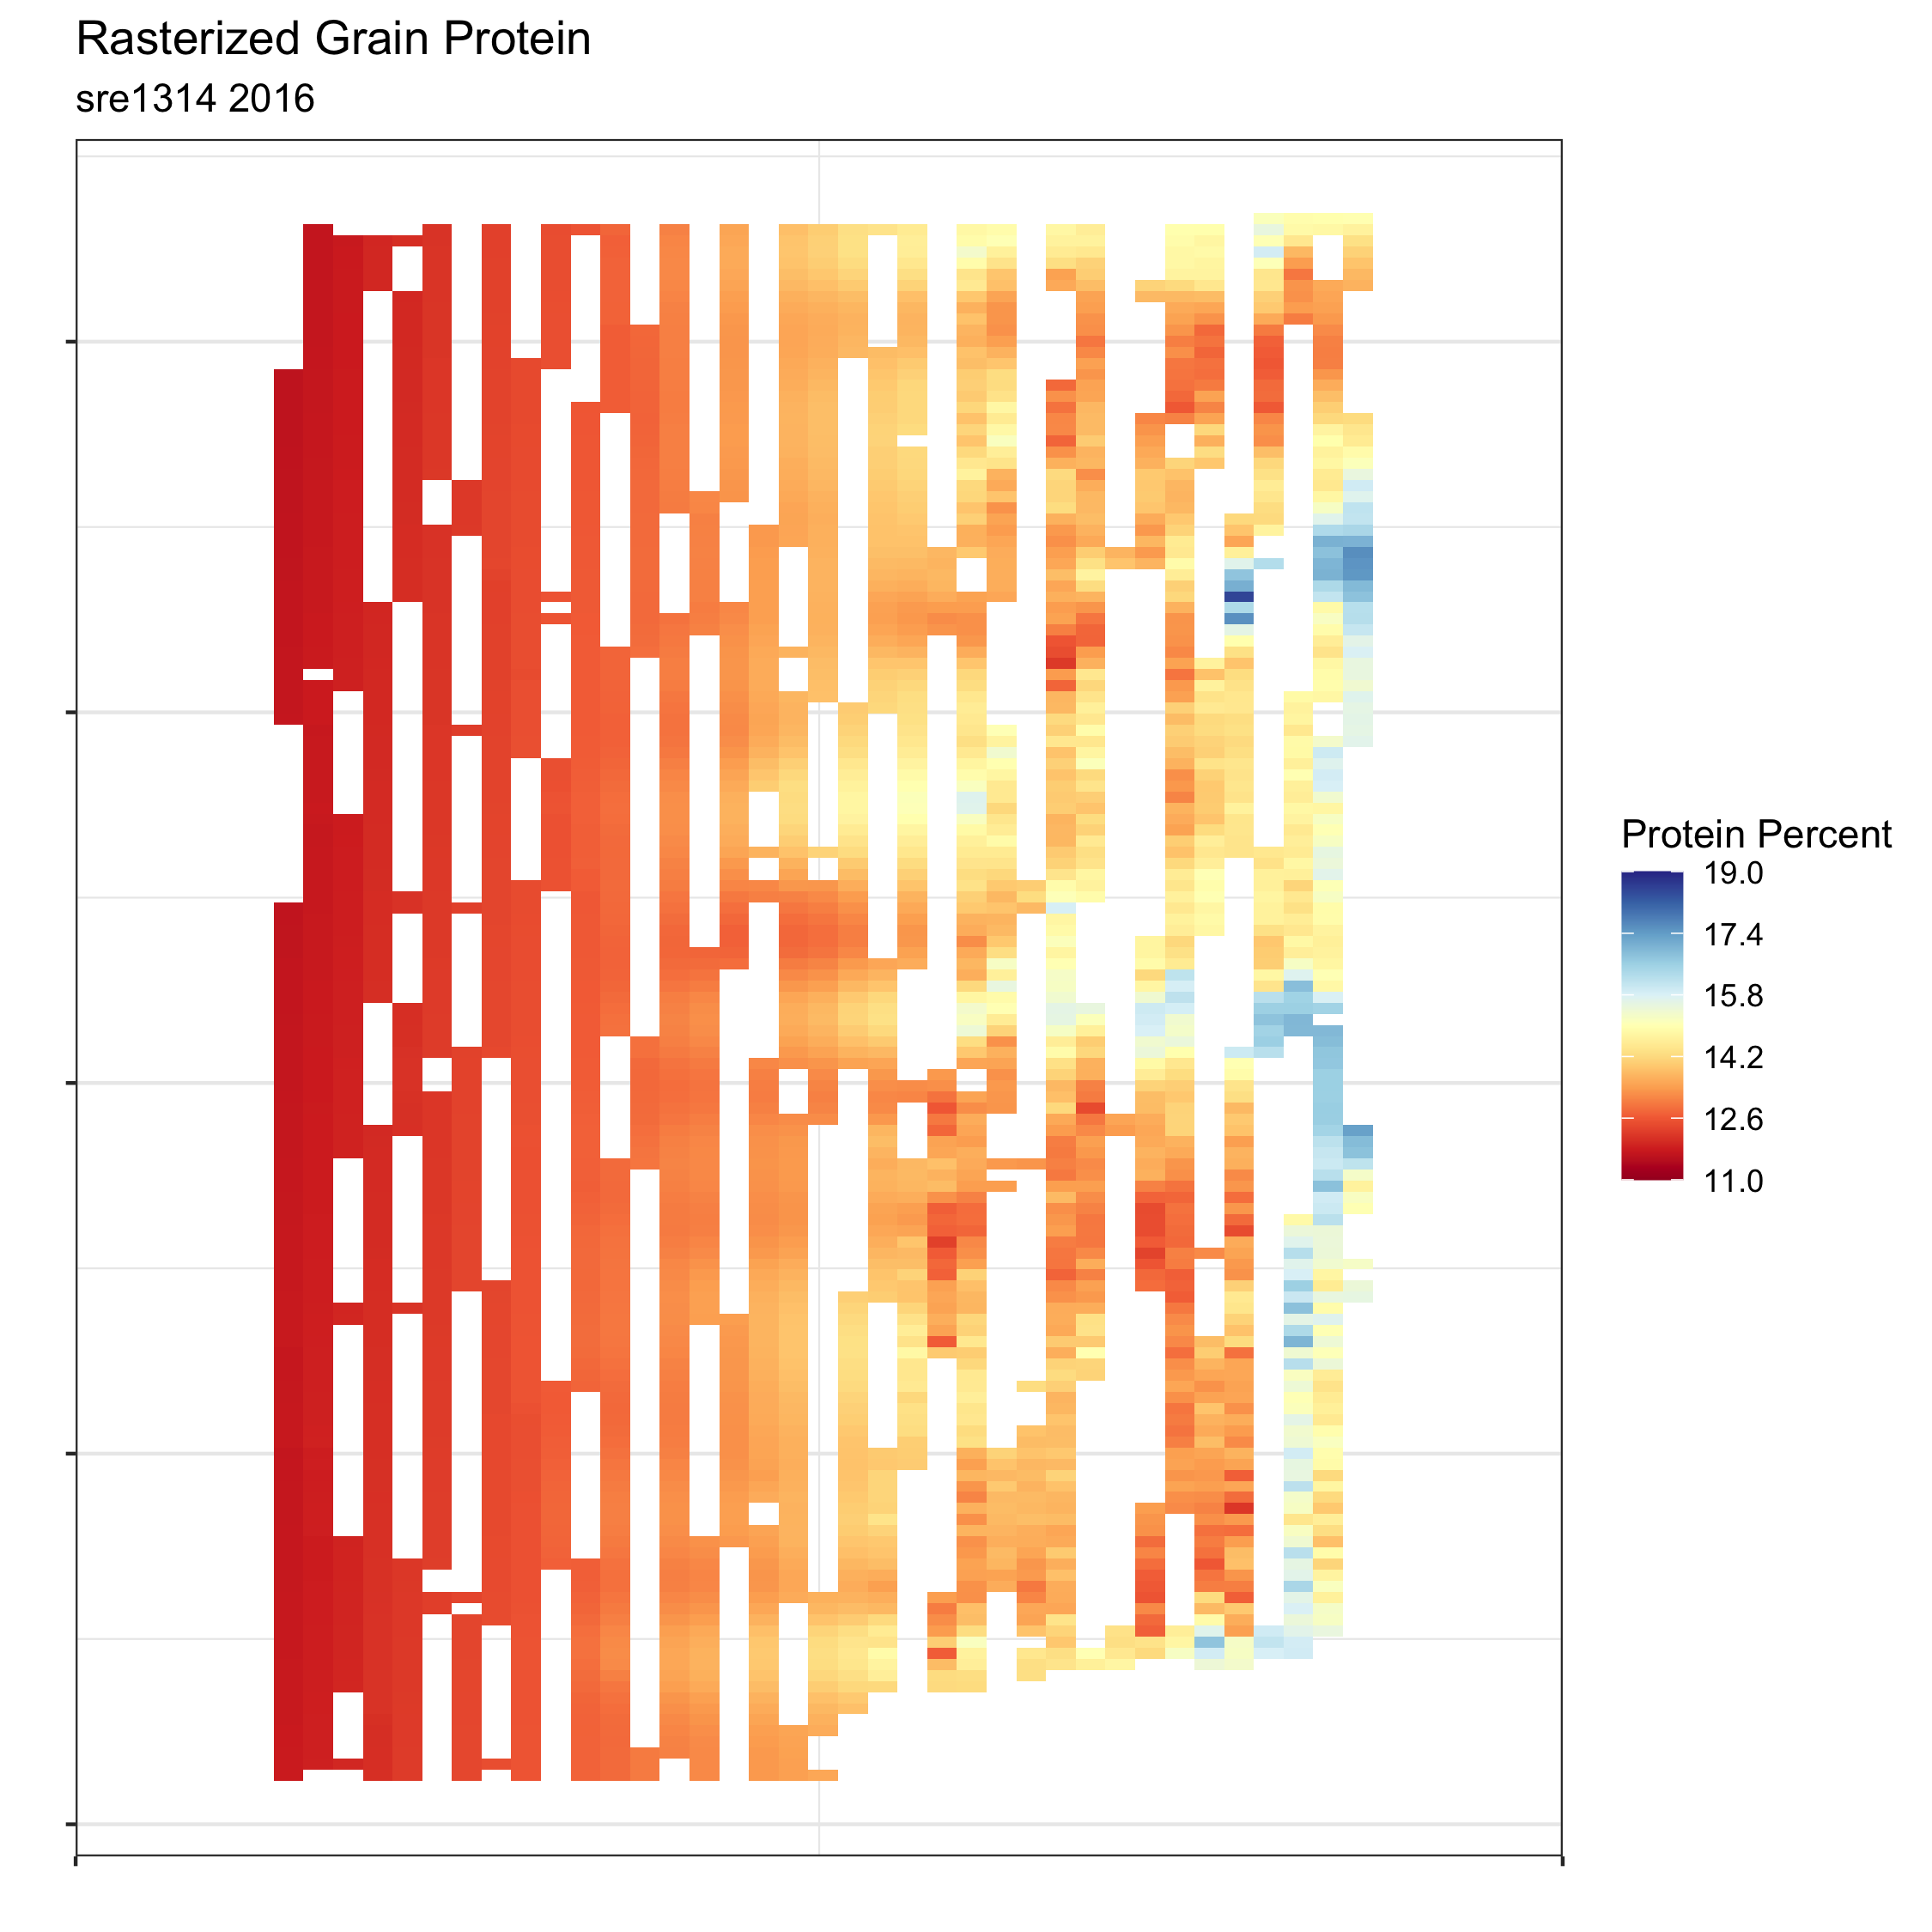 Rasterized Grain Protein
sre1314 2016
Protein Percent
19.0
17.4
15.8
14.2
12.6
11.0